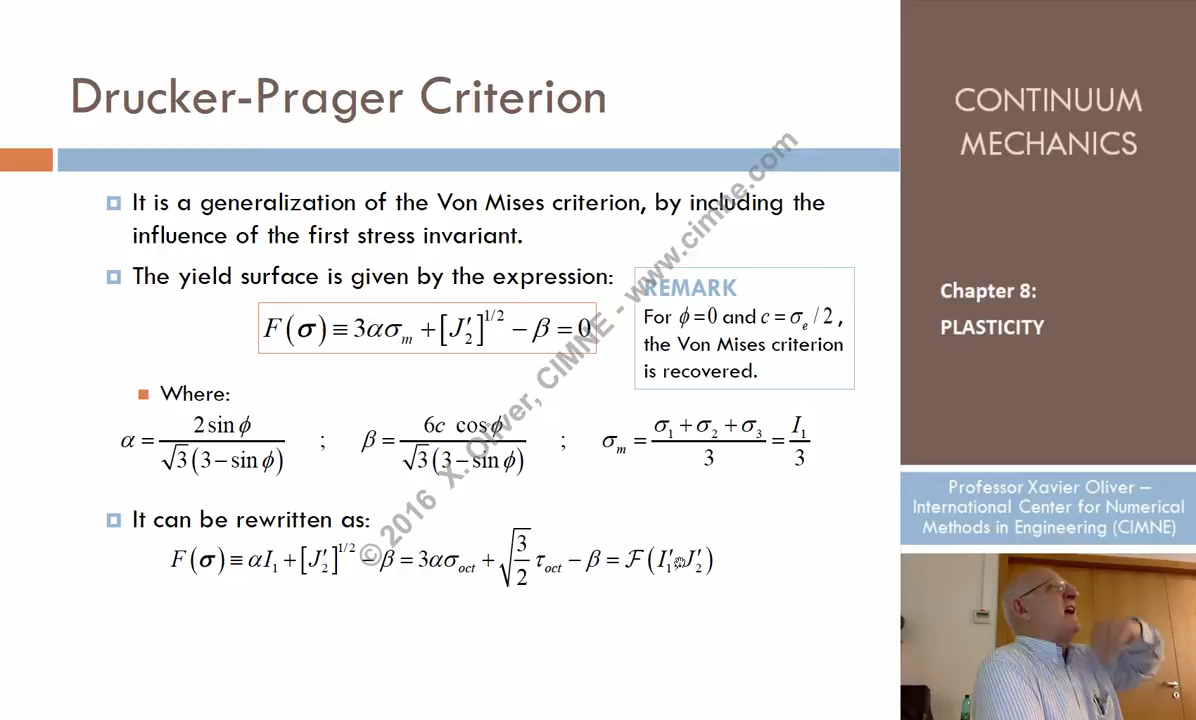 Drucker-Prager Criterion
It is a generalization of the Von Mises criterion, by including the
influence of the first stress invariant.
The yield surface is given by the expression:
F(σ) ≡ 3ασ_m + [J′_2]^{1/2} − β = 0
REMARK
For ϕ=0 and c = σ_e / 2 ,
the Von Mises criterion
is recovered.
Where:
α = 2 sin ϕ / √3 (3 − sin ϕ) ; β = 6c cos ϕ / √3 (3 − sin ϕ) ; σ_m = (σ_1 + σ_2 + σ_3) / 3 = I_1 / 3
It can be rewritten as:
F(σ) ≡ αI_1 + [J′_2]^{1/2} − β = 3ασ_oct + √(3/2) τ_oct − β = ℱ(I′_1, J′_2)
© 2016 X. Oliver, CIMNE - www.cimne.com
CONTINUUM
MECHANICS
Chapter 8:
PLASTICITY
Professor Xavier Oliver –
International Center for Numerical
Methods in Engineering (CIMNE)